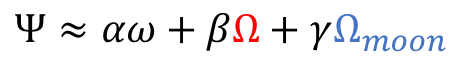 Ψ ≈ αω + βΩ + γΩ_moon